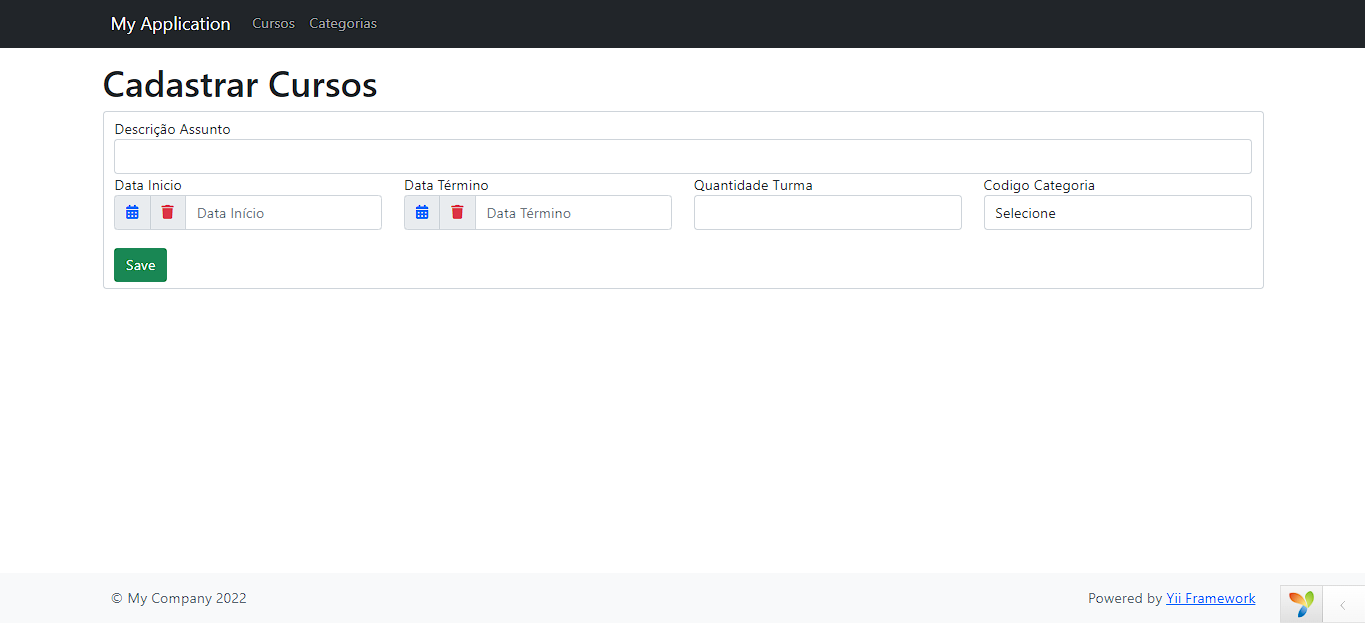 My Application Cursos Categorias
Cadastrar Cursos
Descrição Assunto
Data Inicio Data Término Quantidade Turma Codigo Categoria
Data Início Data Término Selecione
Save
© My Company 2022 Powered by Yii Framework